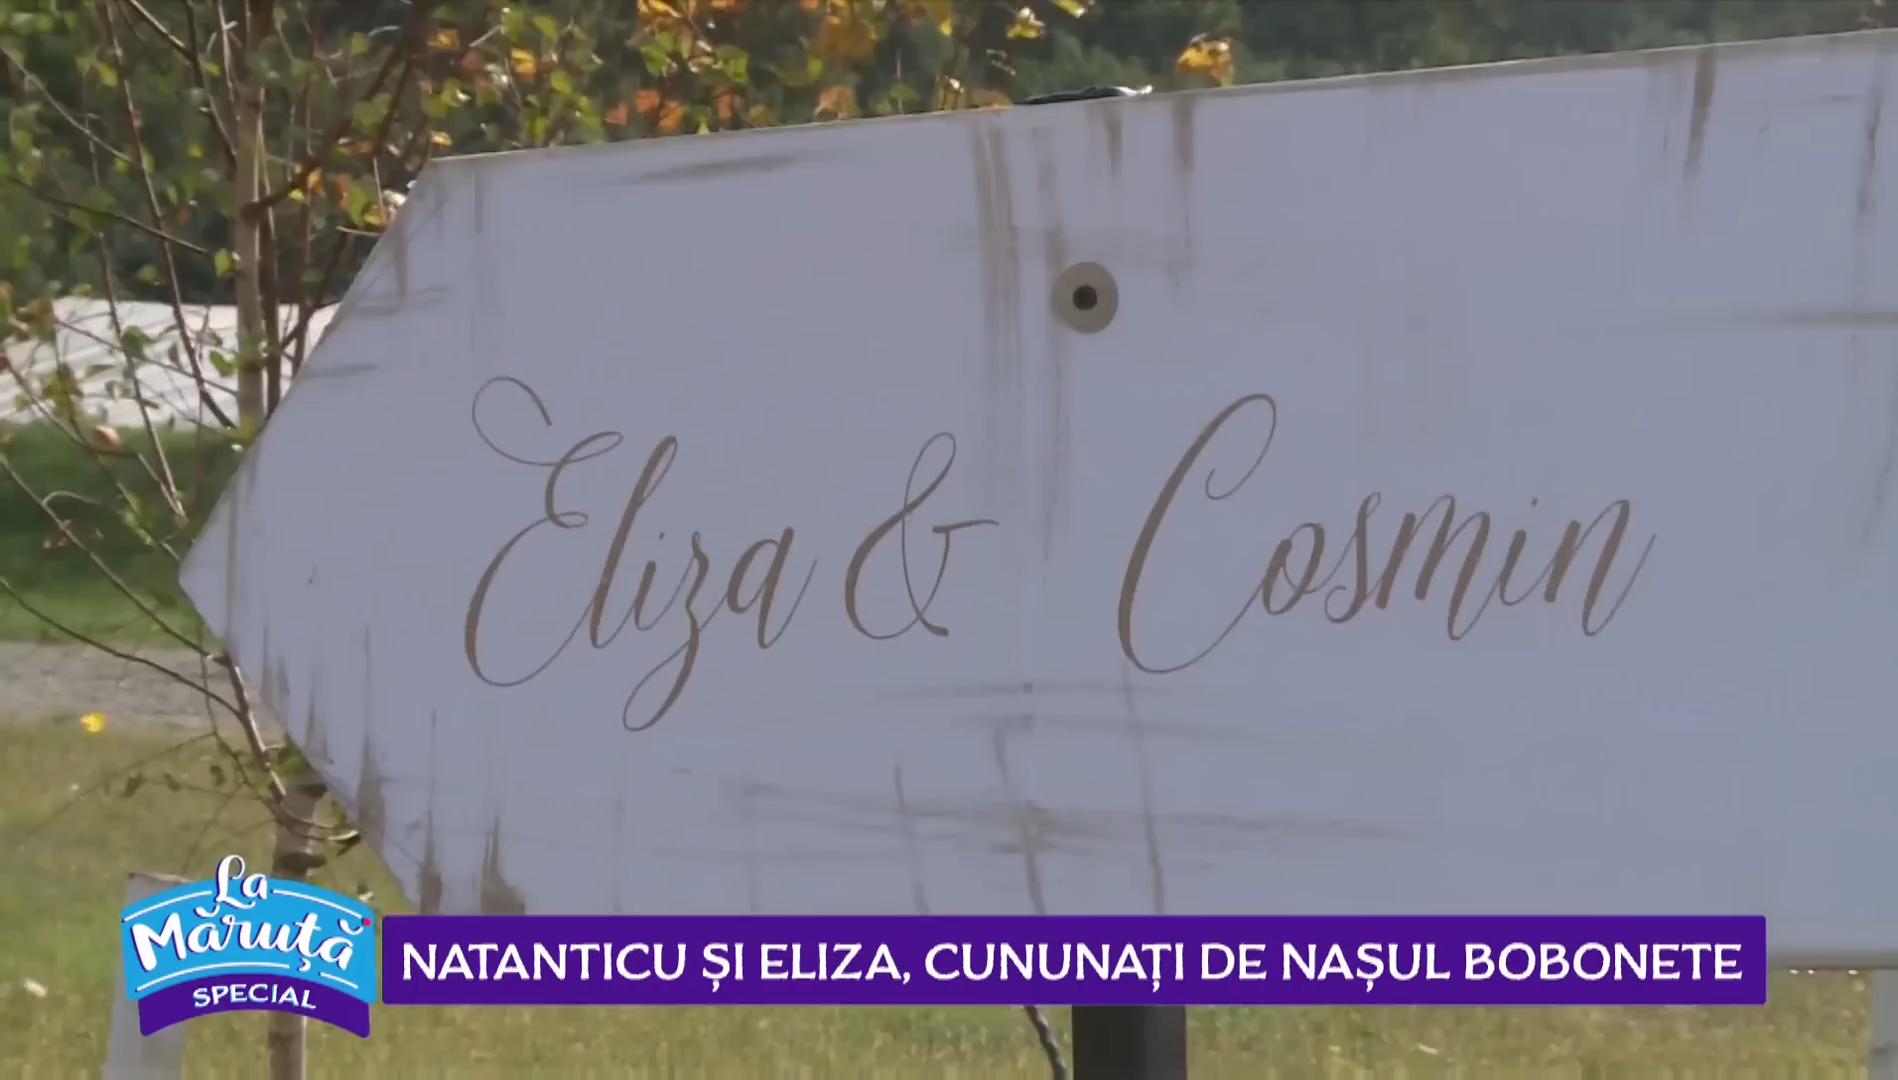 Eliza & Cosmin
La
Măruță
SPECIAL
NATANTICU ȘI ELIZA, CUNUNAȚI DE NAȘUL BOBONETE